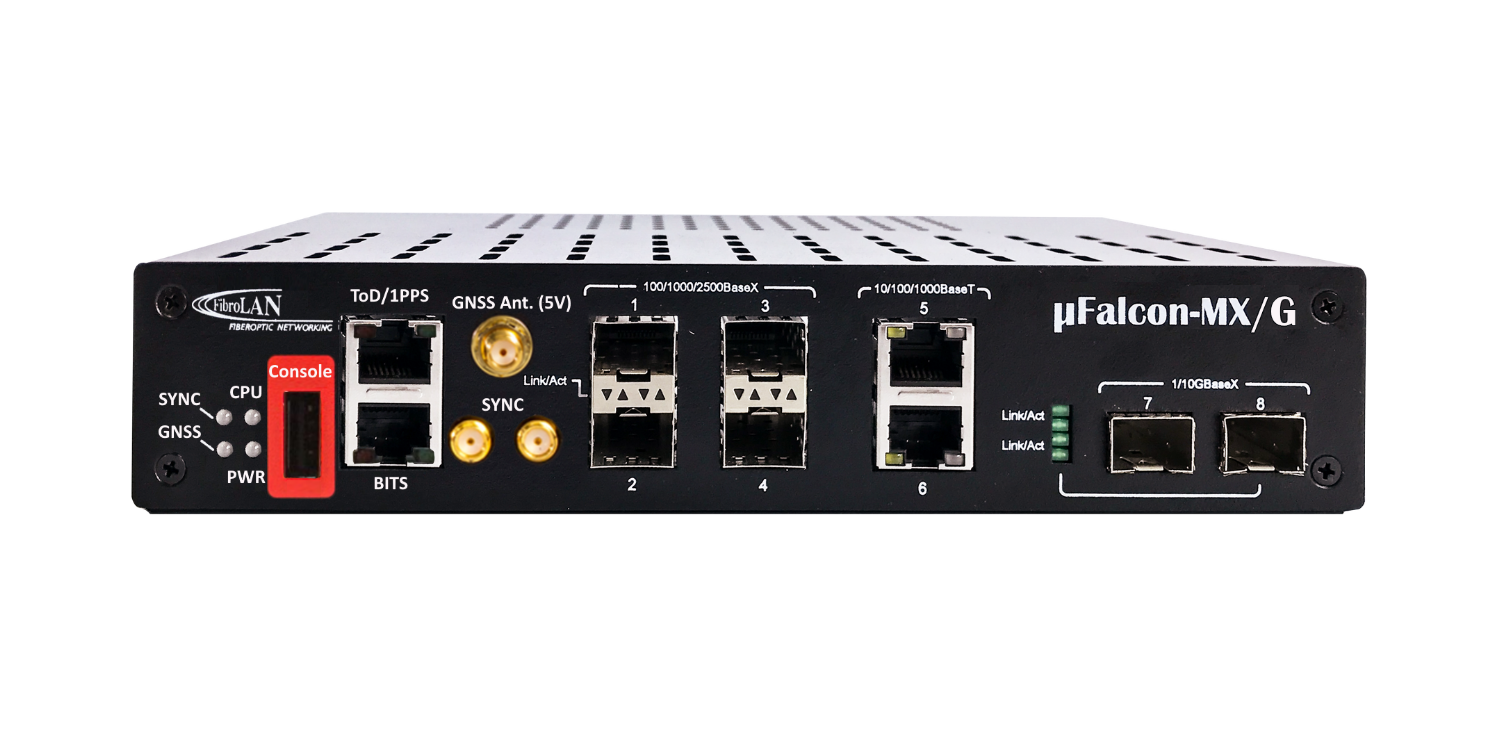 FibroLAN
FIBEROPTIC NETWORKING
ToD/1PPS
GNSS Ant. (5V)
100/1000/2500BaseX
1
3
10/100/1000BaseT
5
µFalcon-MX/G
Console
Link/Act
SYNC
CPU
SYNC
GNSS
PWR
BITS
2
4
6
1/10GBaseX
7
8
Link/Act
Link/Act